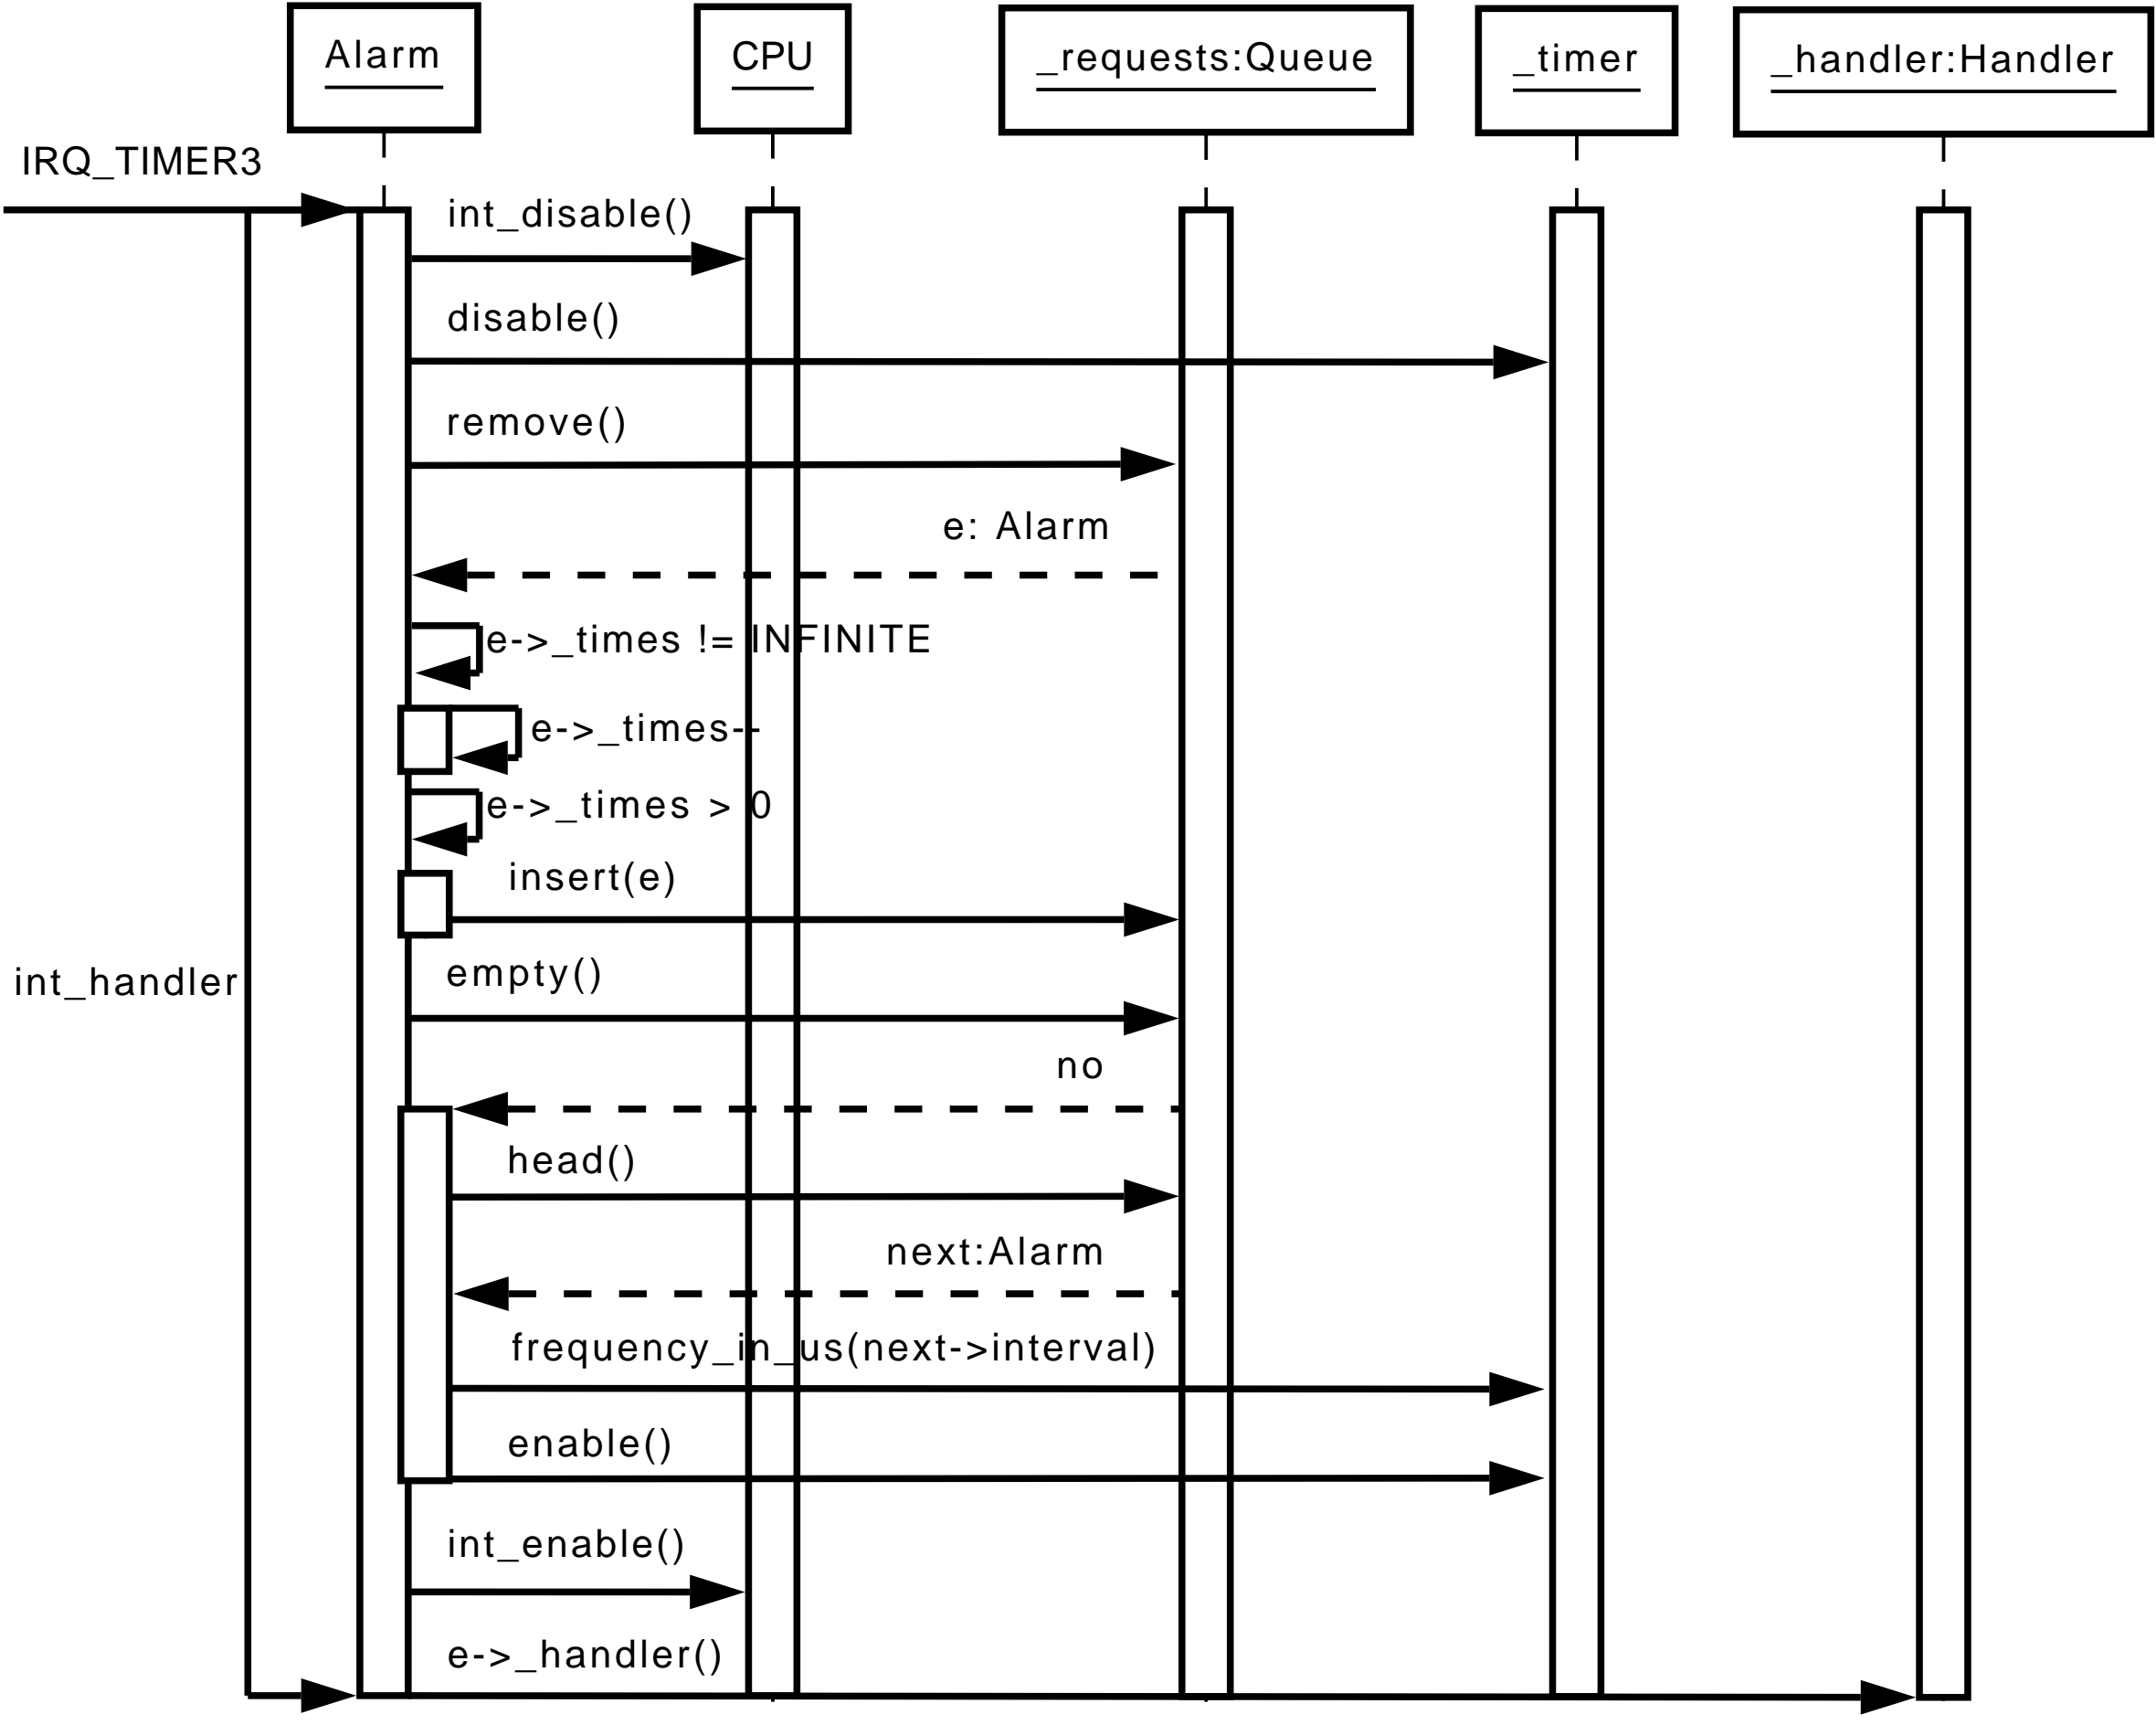 Alarm
CPU
_requests:Queue
_timer
_handler:Handler
IRQ_TIMER3
int_disable()
disable()
remove()
e: Alarm
e->_times != INFINITE
e->_times--
e->_times > 0
insert(e)
empty()
int_handler
no
head()
next:Alarm
frequency_in_us(next->interval)
enable()
int_enable()
e->_handler()